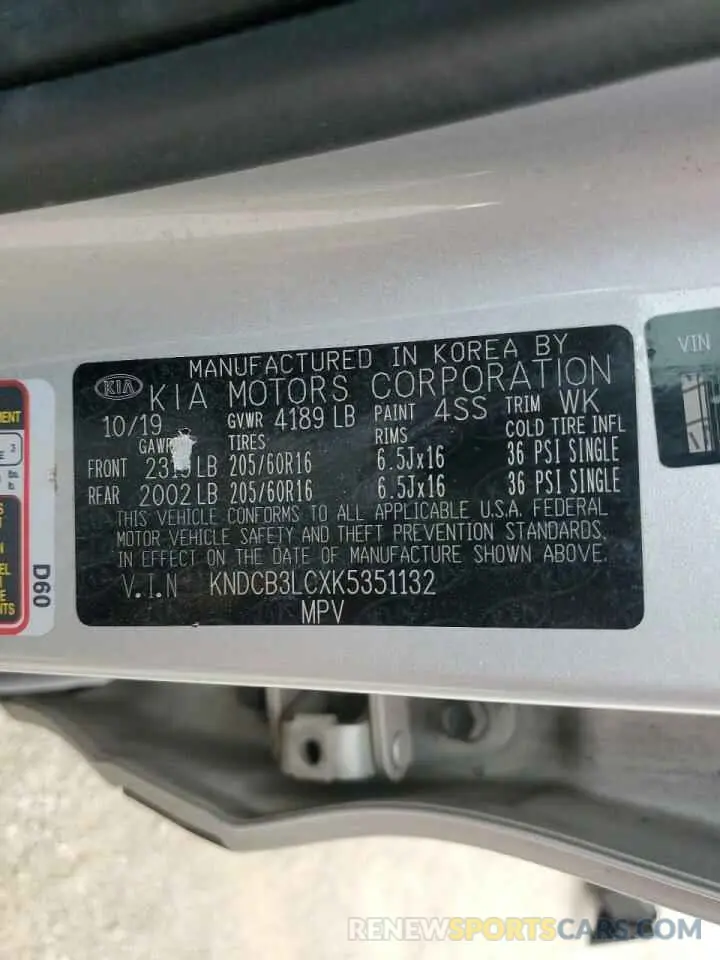 MANUFACTURED IN KOREA BY
KIA KIA MOTORS CORPORATION
10/19 GVWR 4189 LB PAINT 4SS TRIM WK
TIRES RIMS COLD TIRE INFL
FRONT LB 205/60R16 6.5Jx16 36 PSI SINGLE
REAR 2002 LB 205/60R16 6.5Jx16 36 PSI SINGLE
THIS VEHICLE CONFORMS TO ALL APPLICABLE U.S.A. FEDERAL
MOTOR VEHICLE SAFETY AND THEFT PREVENTION STANDARDS.
IN EFFECT ON THE DATE OF MANUFACTURE SHOWN ABOVE.
V.I.N KNDCB3LCXK5351132
MPV
D60
VIN
RENEWSPORTSCARS.COM